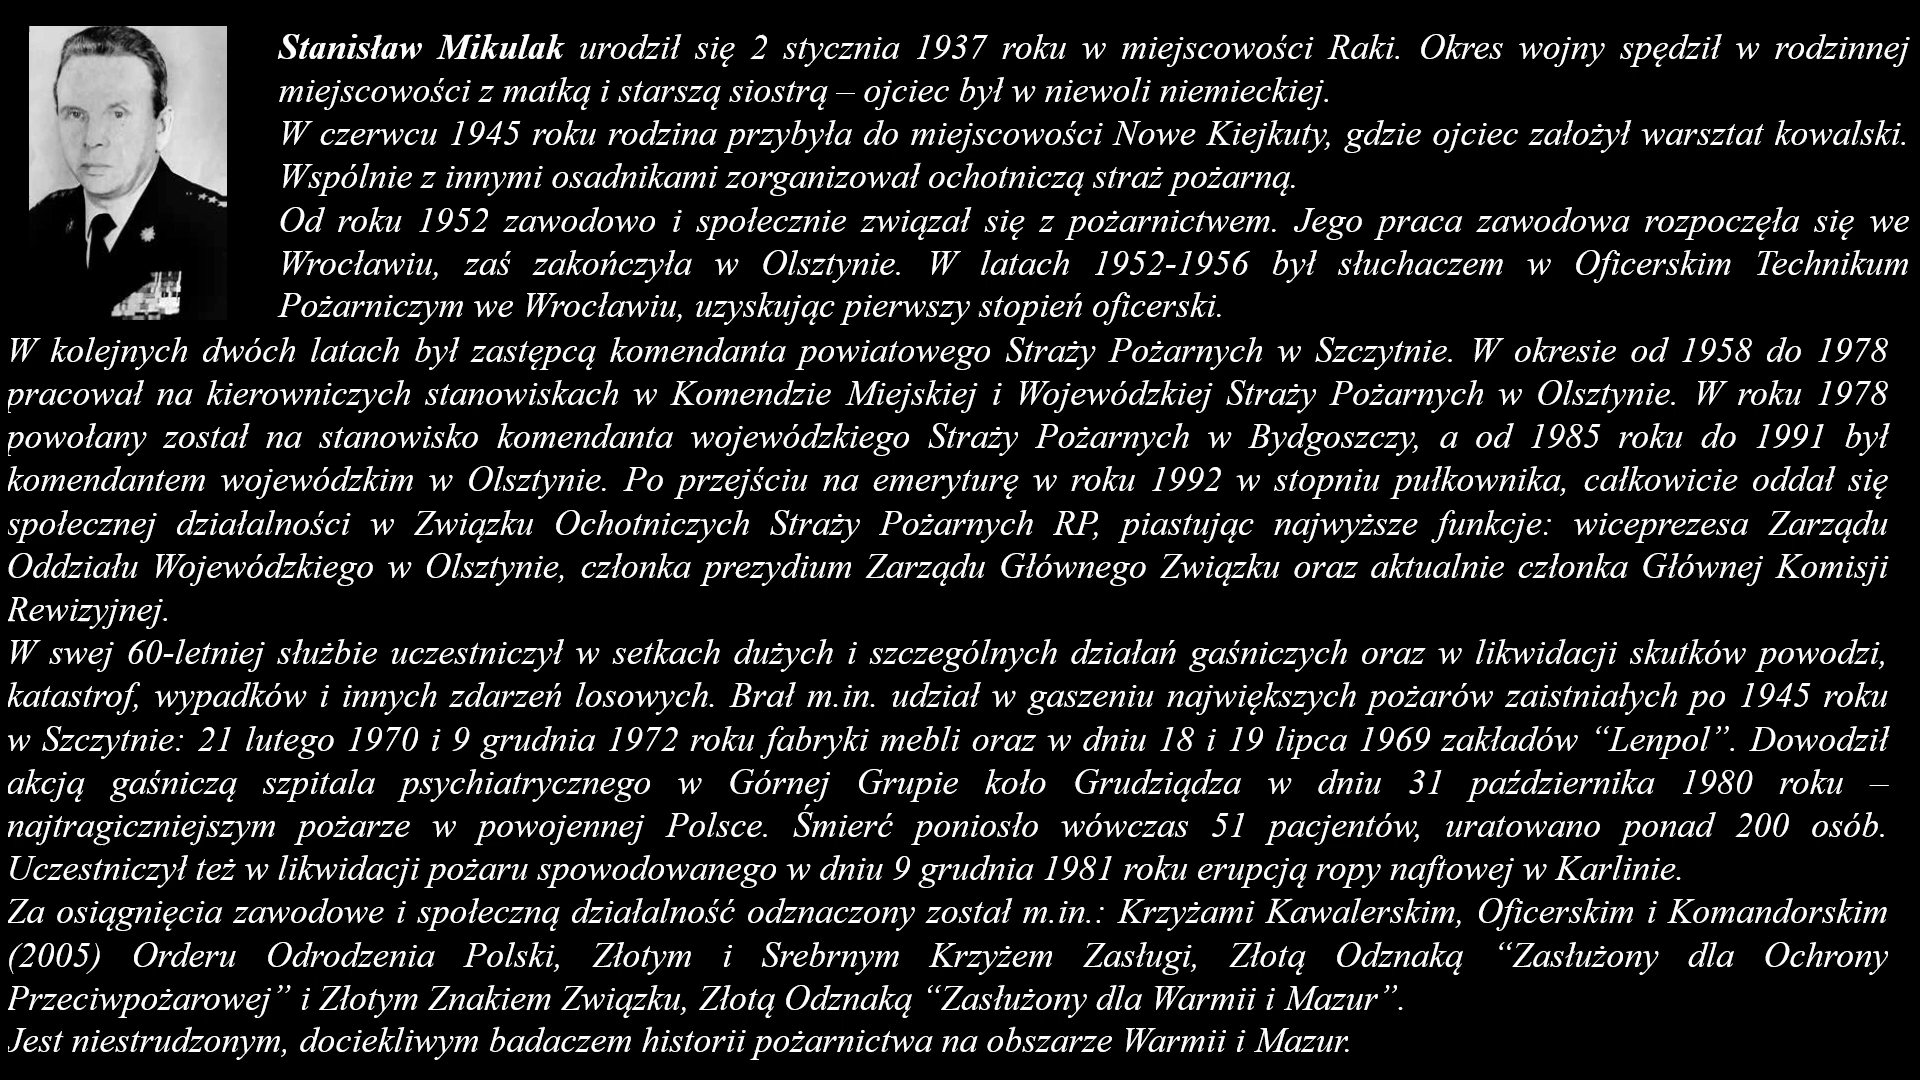 Stanisław Mikulak urodził się 2 stycznia 1937 roku w miejscowości Raki. Okres wojny spędził w rodzinnej
miejscowości z matką i starszą siostrą – ojciec był w niewoli niemieckiej.
W czerwcu 1945 roku rodzina przybyła do miejscowości Nowe Kiejkuty, gdzie ojciec założył warsztat kowalski.
Wspólnie z innymi osadnikami zorganizował ochotniczą straż pożarną.
Od roku 1952 zawodowo i społecznie związał się z pożarnictwem. Jego praca zawodowa rozpoczęła się we
Wrocławiu, zaś zakończyła w Olsztynie. W latach 1952-1956 był słuchaczem w Oficerskim Technikum
Pożarniczym we Wrocławiu, uzyskując pierwszy stopień oficerski.
W kolejnych dwóch latach był zastępcą komendanta powiatowego Straży Pożarnych w Szczytnie. W okresie od 1958 do 1978
pracował na kierowniczych stanowiskach w Komendzie Miejskiej i Wojewódzkiej Straży Pożarnych w Olsztynie. W roku 1978
powołany został na stanowisko komendanta wojewódzkiego Straży Pożarnych w Bydgoszczy, a od 1985 roku do 1991 był
komendantem wojewódzkim w Olsztynie. Po przejściu na emeryturę w roku 1992 w stopniu pułkownika, całkowicie oddał się
społecznej działalności w Związku Ochotniczych Straży Pożarnych RP, piastując najwyższe funkcje: wiceprezesa Zarządu
Oddziału Wojewódzkiego w Olsztynie, członka prezydium Zarządu Głównego Związku oraz aktualnie członka Głównej Komisji
Rewizyjnej.
W swej 60-letniej służbie uczestniczył w setkach dużych i szczególnych działań gaśniczych oraz w likwidacji skutków powodzi,
katastrof, wypadków i innych zdarzeń losowych. Brał m.in. udział w gaszeniu największych pożarów zaistniałych po 1945 roku
w Szczytnie: 21 lutego 1970 i 9 grudnia 1972 roku fabryki mebli oraz w dniu 18 i 19 lipca 1969 zakładów “Lenpol”. Dowodził
akcją gaśniczą szpitala psychiatrycznego w Górnej Grupie koło Grudziądza w dniu 31 października 1980 roku –
najtragiczniejszym pożarze w powojennej Polsce. Śmierć poniosło wówczas 51 pacjentów, uratowano ponad 200 osób.
Uczestniczył też w likwidacji pożaru spowodowanego w dniu 9 grudnia 1981 roku erupcją ropy naftowej w Karlinie.
Za osiągnięcia zawodowe i społeczną działalność odznaczony został m.in.: Krzyżami Kawalerskim, Oficerskim i Komandorskim
(2005) Orderu Odrodzenia Polski, Złotym i Srebrnym Krzyżem Zasługi, Złotą Odznaką “Zasłużony dla Ochrony
Przeciwpożarowej” i Złotym Znakiem Związku, Złotą Odznaką “Zasłużony dla Warmii i Mazur”.
Jest niestrudzonym, dociekliwym badaczem historii pożarnictwa na obszarze Warmii i Mazur.